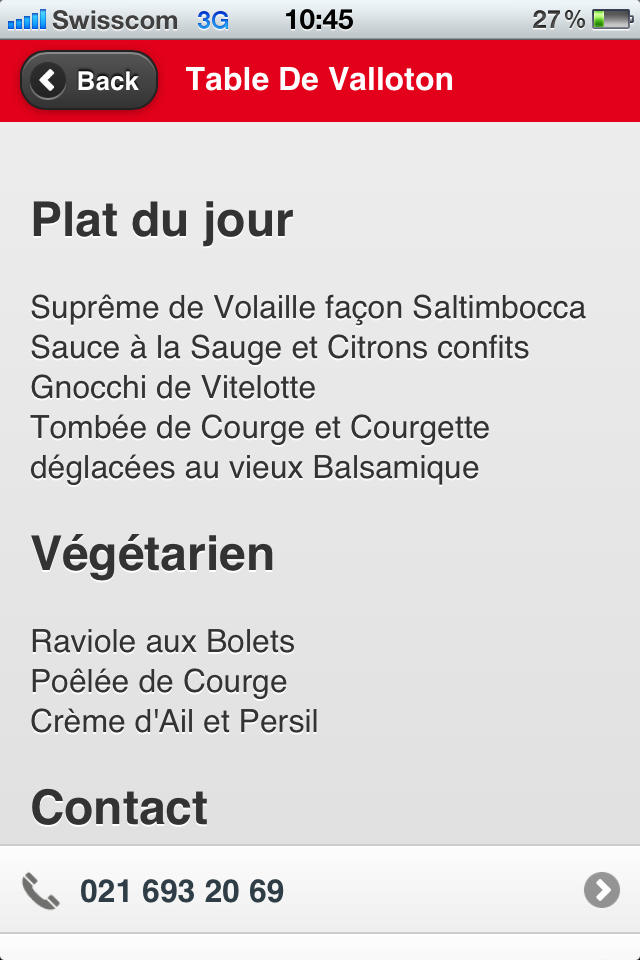 Swisscom 3G 10:45 27%
Back Table De Valloton
Plat du jour
Suprême de Volaille façon Saltimbocca
Sauce à la Sauge et Citrons confits
Gnocchi de Vitelotte
Tombée de Courge et Courgette
déglacées au vieux Balsamique
Végétarien
Raviole aux Bolets
Poêlée de Courge
Crème d'Ail et Persil
Contact
021 693 20 69